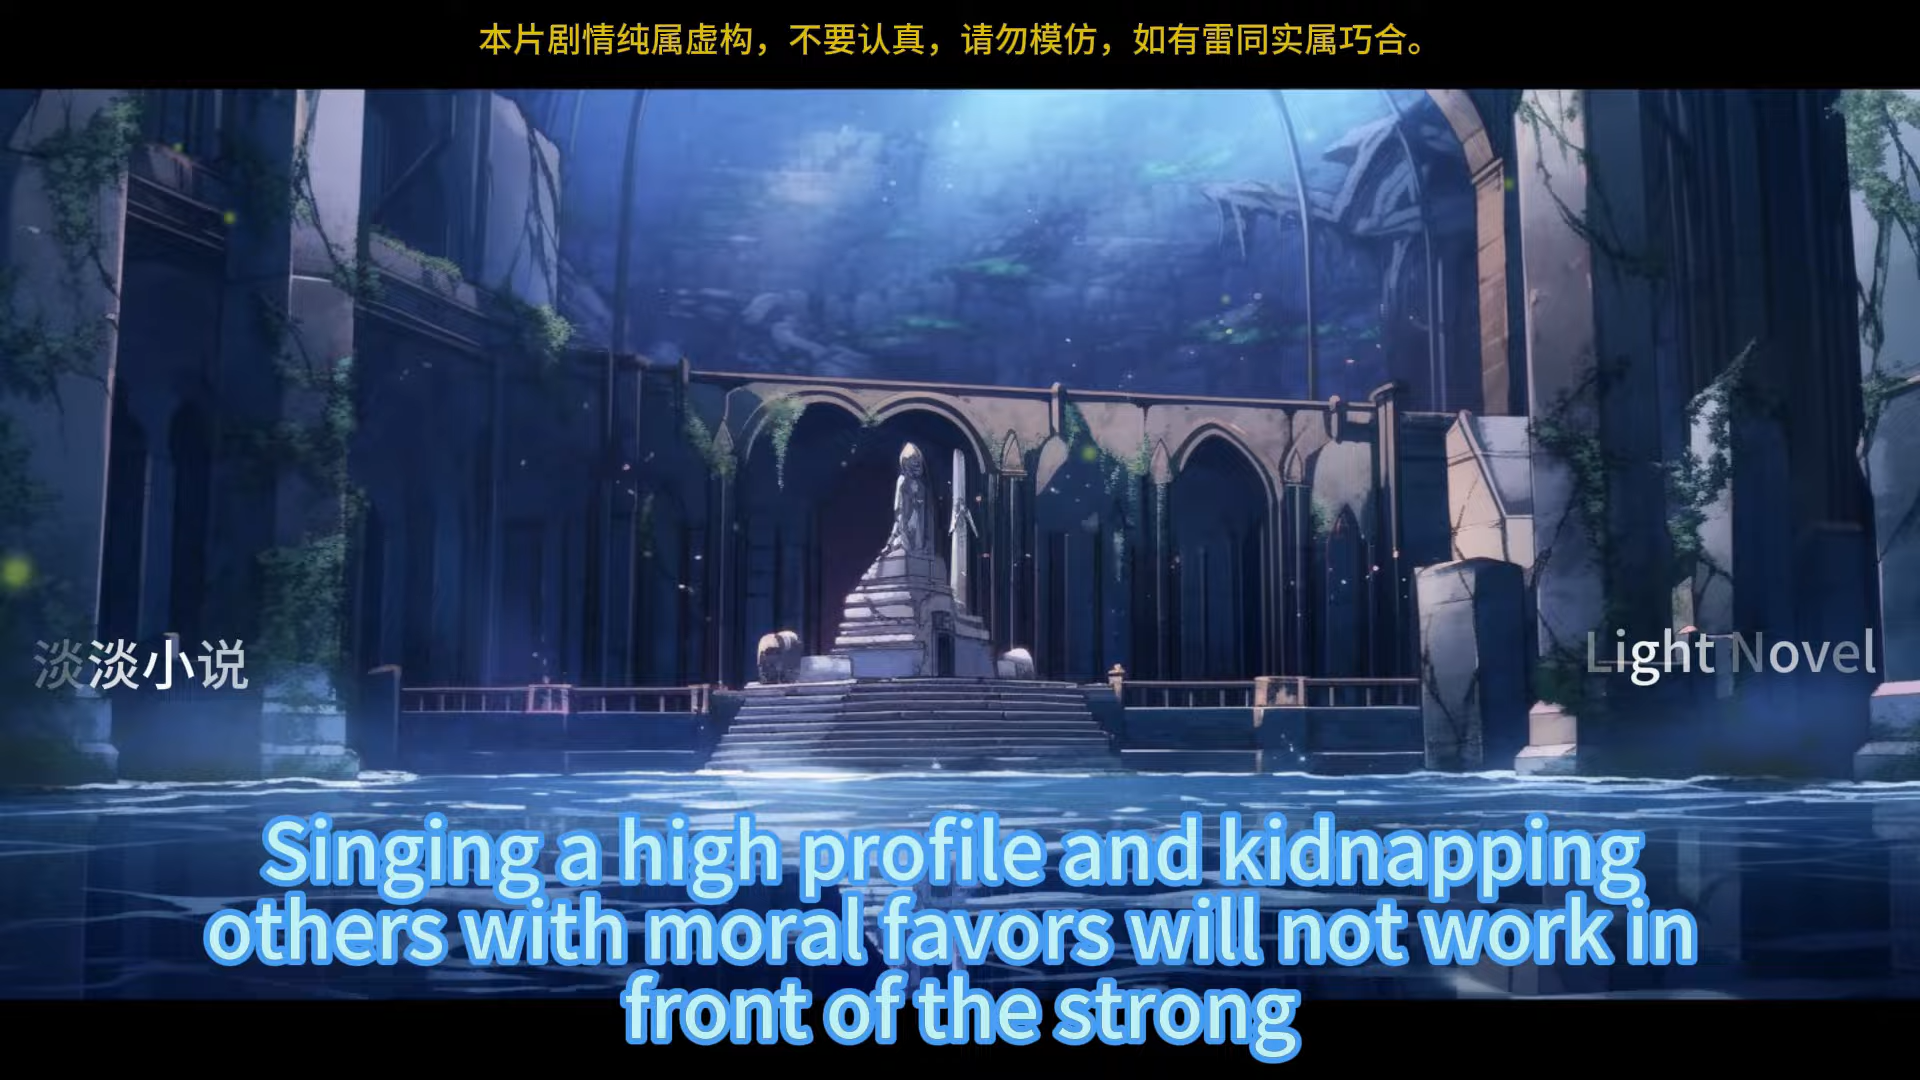 本片剧情纯属虚构，不要认真，请勿模仿，如有雷同实属巧合。
淡淡小说
Light Novel
Singing a high profile and kidnapping
others with moral favors will not work in
front of the strong